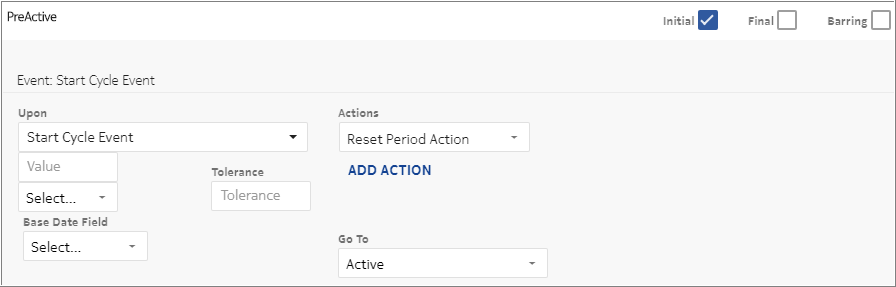 PreActive
Initial
Final
Barring
Event: Start Cycle Event
Upon
Actions
Start Cycle Event
Reset Period Action
Value
Tolerance
ADD ACTION
Select...
Tolerance
Base Date Field
Select...
Go To
Active